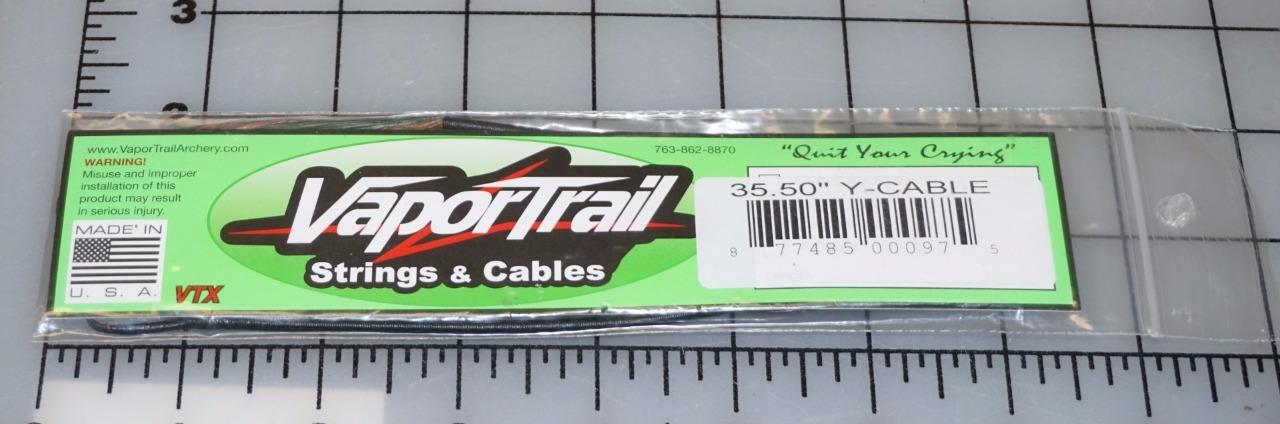 3
www.VaporTrailArchery.com
WARNING!
Misuse and improper
installation of this
product may result
in serious injury.
MADE' IN
U. S. A.
VTX
VaporTrail
Strings & Cables
763-862-8870
"Quit Your Crying"
35.50" Y-CABLE
8 77485 00097 5